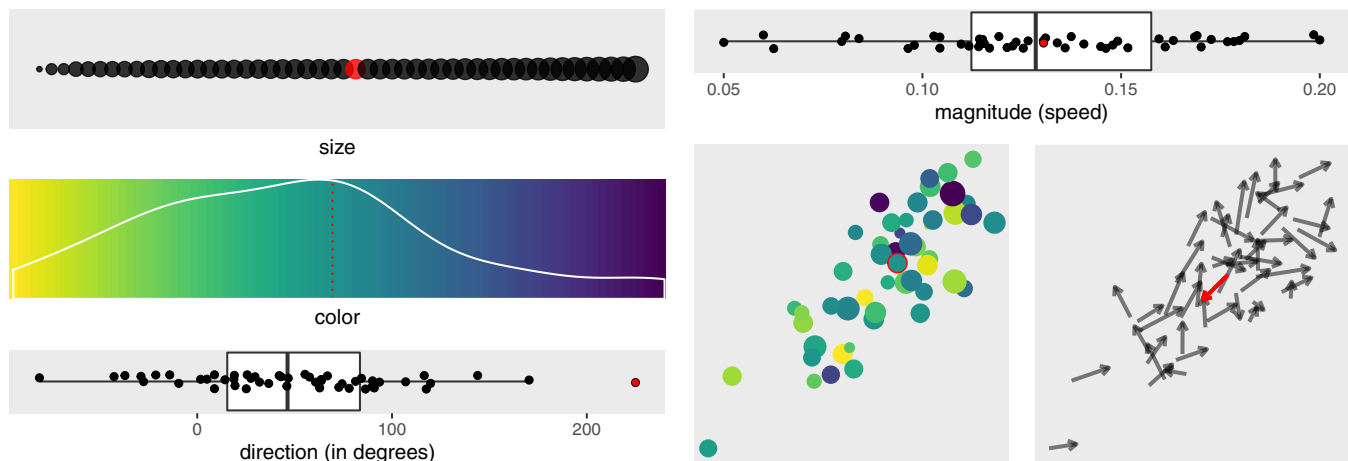 size
color
0 100 200
direction (in degrees)
0.05 0.10 0.15 0.20
magnitude (speed)